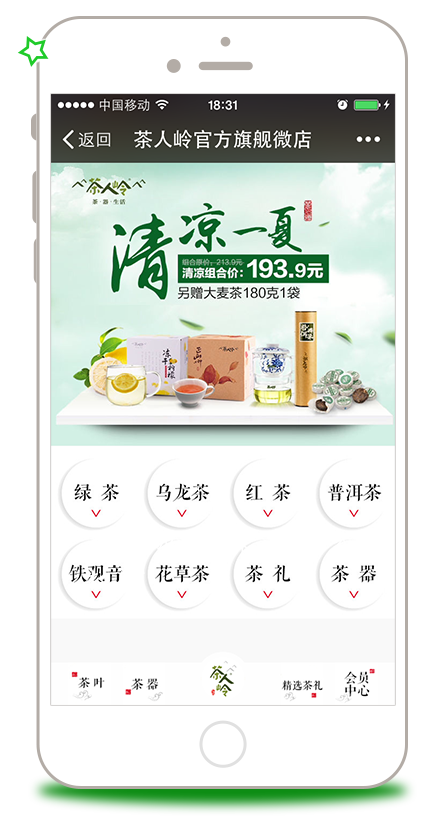 中国移动
18:31
返回
茶人岭官方旗舰微店
茶人岭
茶·器·生活
清凉一夏
组合原价:213.9元
清凉组合价:193.9元
另赠大麦茶180克1袋
绿 茶
乌龙茶
红 茶
普洱茶
铁观音
花草茶
茶 礼
茶 器
茶叶
茶器
茶人岭
精选茶礼
会员
中心